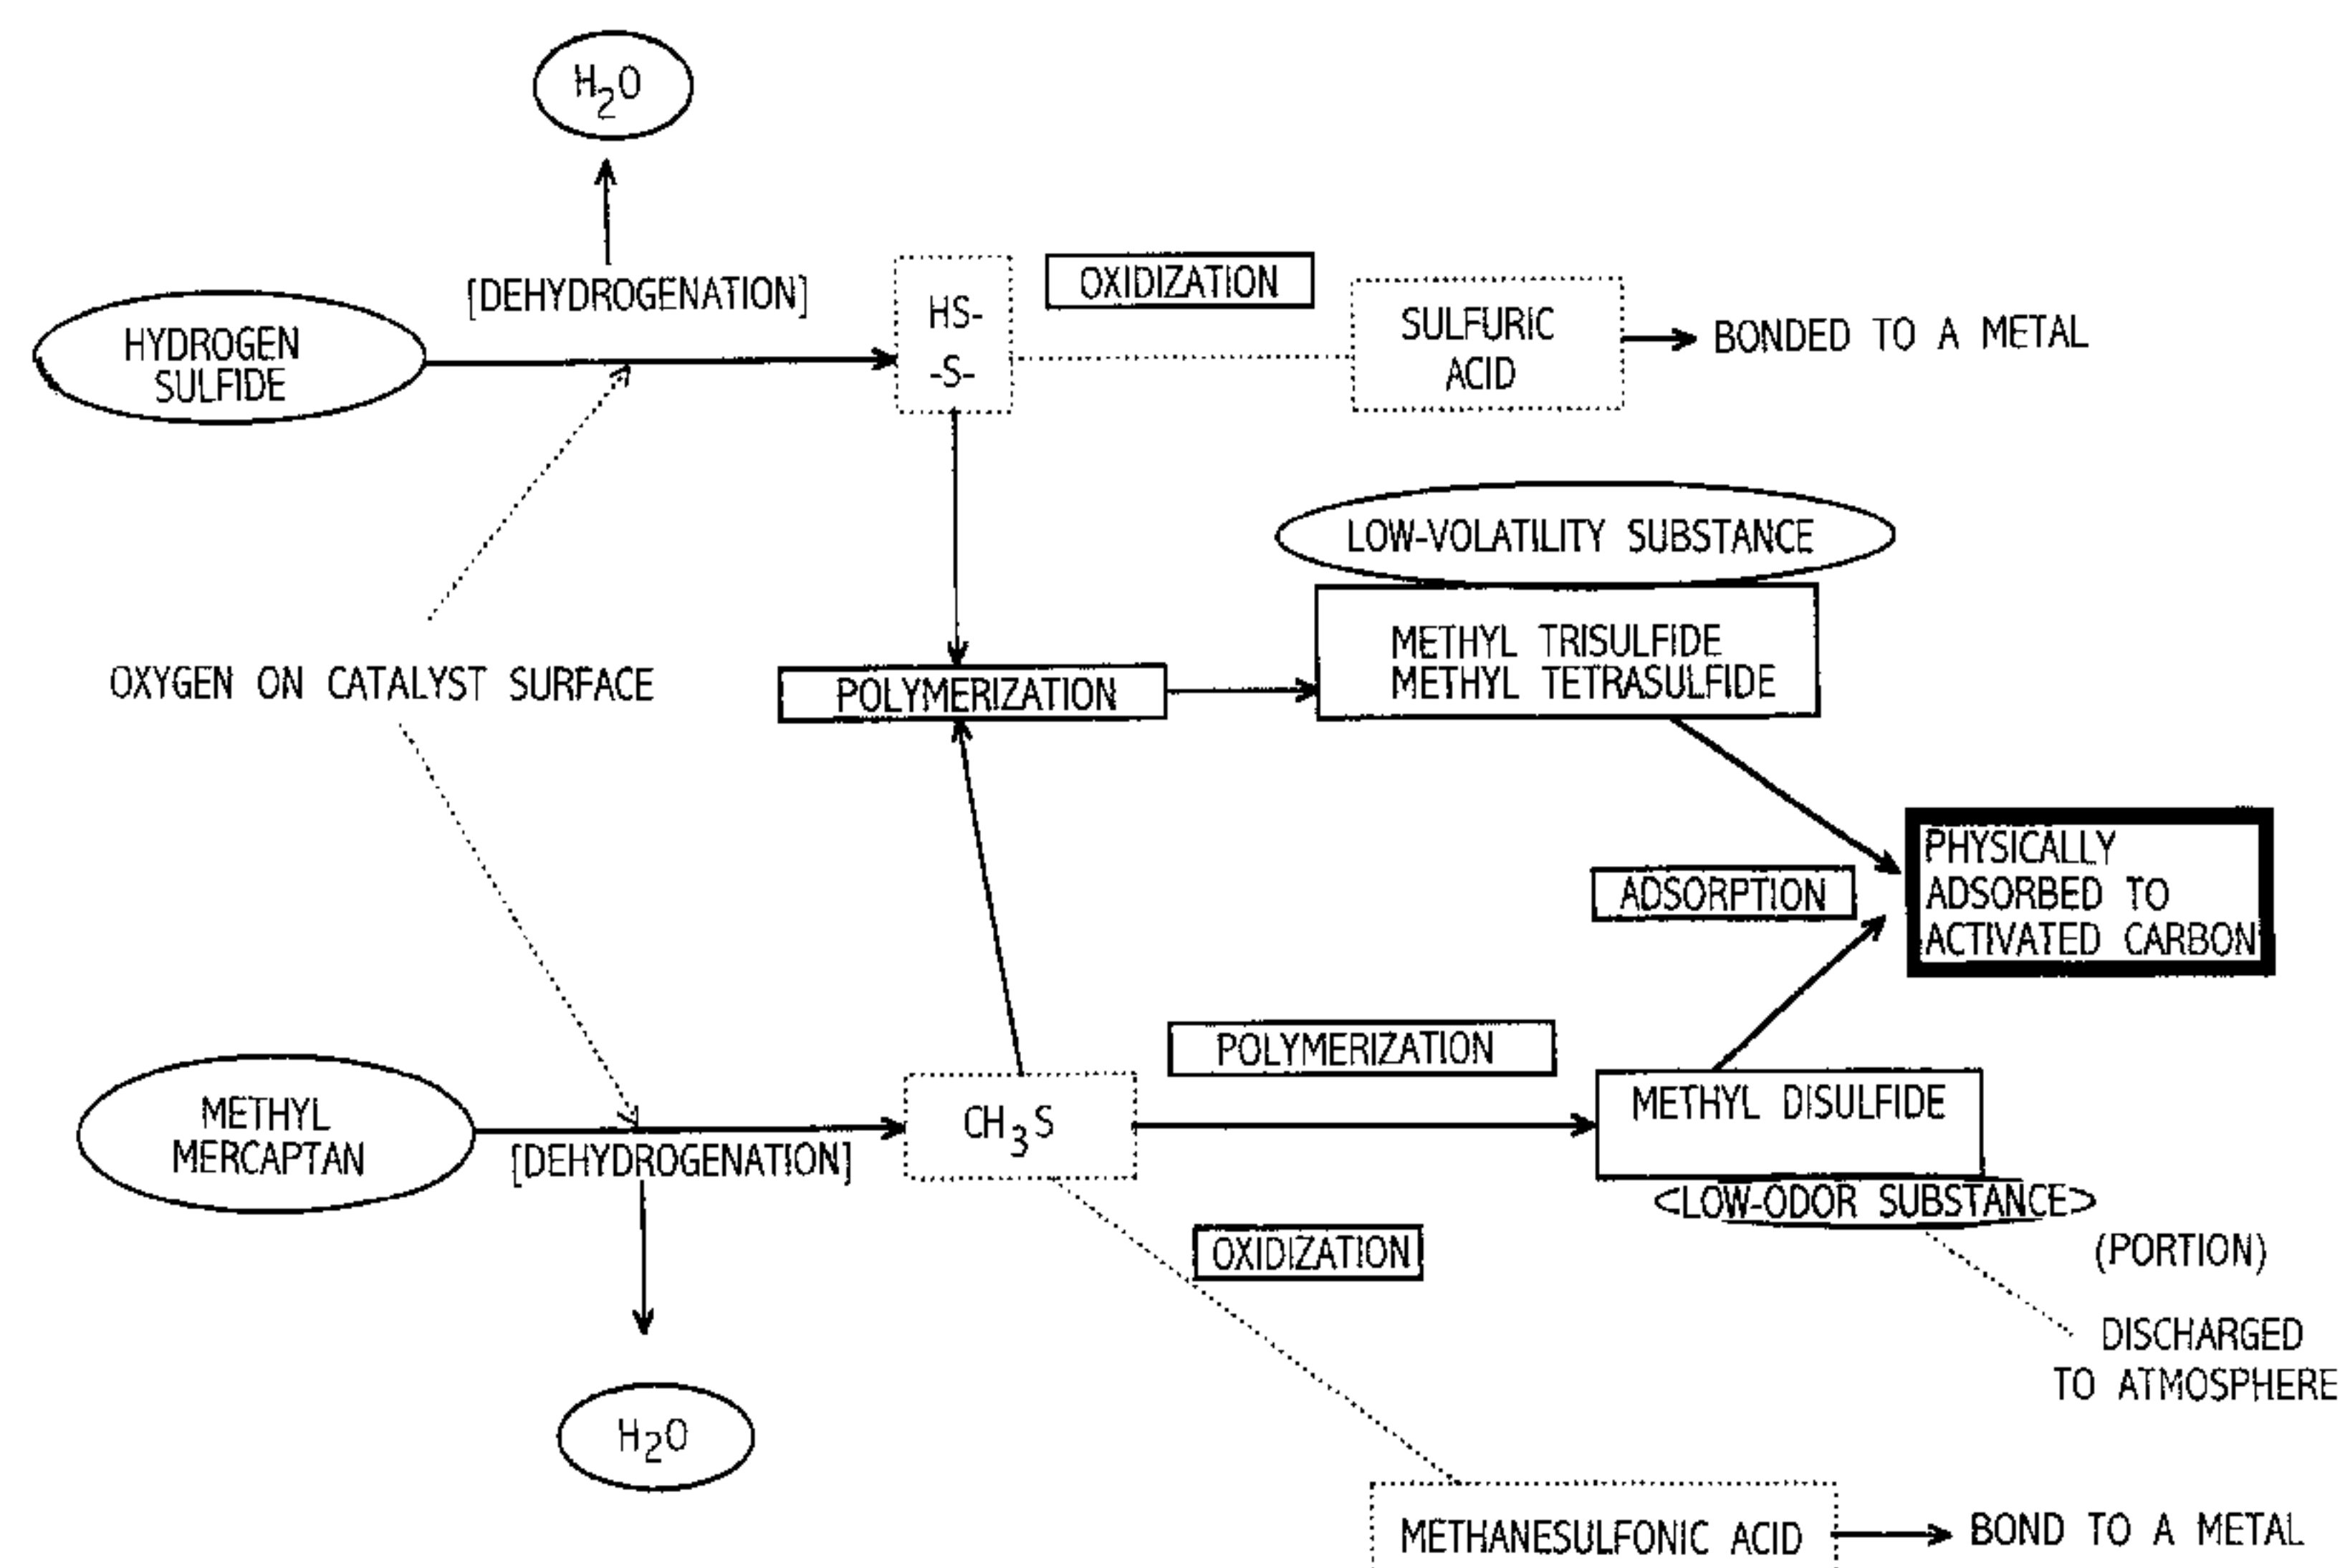 H2O
[DEHYDROGENATION]
HYDROGEN
SULFIDE
HS-
-S-
OXIDIZATION
SULFURIC
ACID
BONDED TO A METAL
LOW-VOLATILITY SUBSTANCE
METHYL TRISULFIDE
METHYL TETRASULFIDE
OXYGEN ON CATALYST SURFACE
POLYMERIZATION
ADSORPTION
PHYSICALLY
ADSORBED TO
ACTIVATED CARBON
POLYMERIZATION
METHYL
MERCAPTAN
[DEHYDROGENATION]
CH3S
METHYL DISULFIDE
<LOW-ODOR SUBSTANCE>
OXIDIZATION
(PORTION)
DISCHARGED
TO ATMOSPHERE
H2O
METHANESULFONIC ACID
BOND TO A METAL